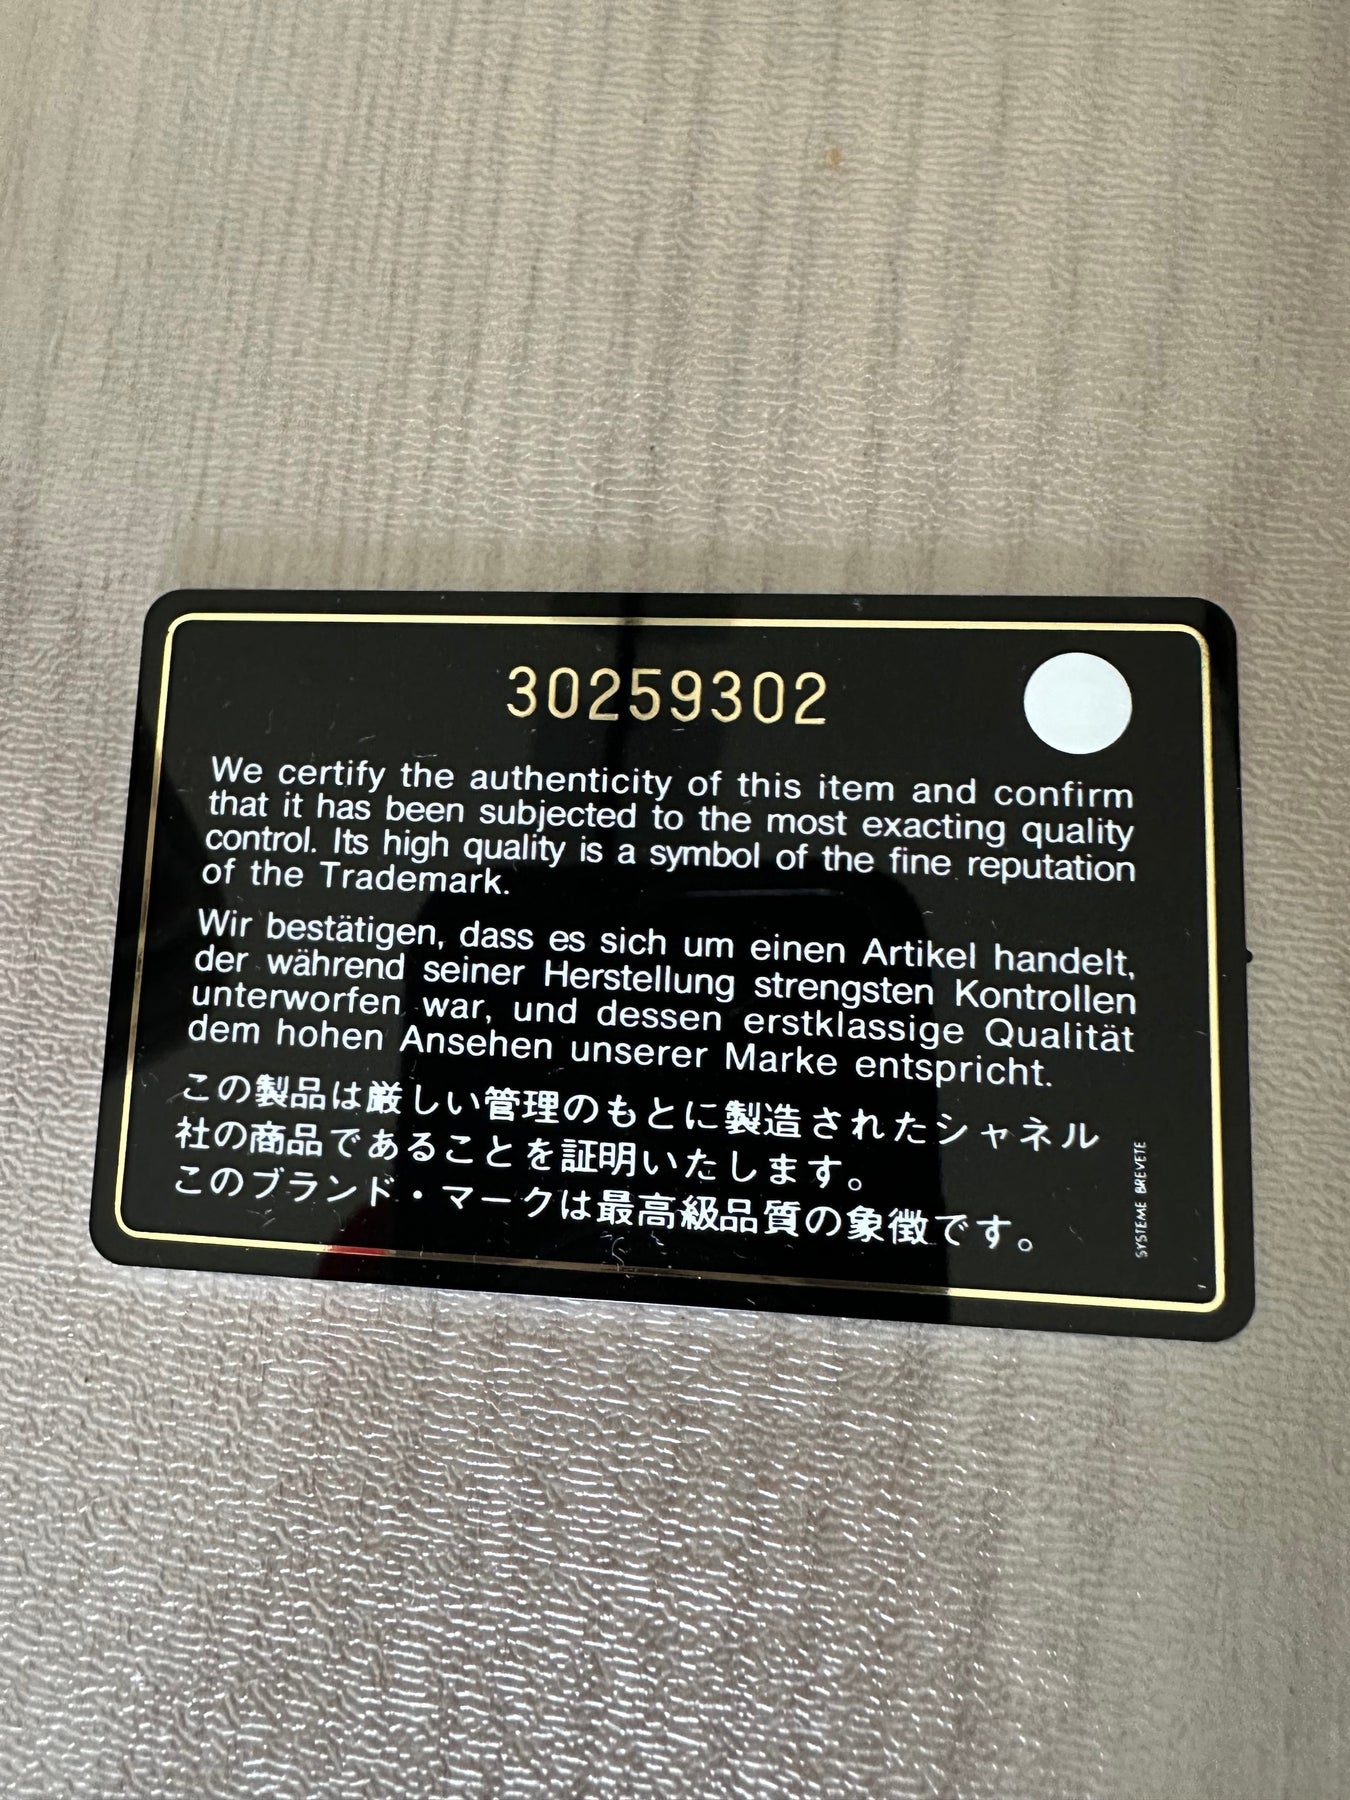 30259302
We certify the authenticity of this item and confirm
that it has been subjected to the most exacting quality
control. Its high quality is a symbol of the fine reputation
of the Trademark.
Wir bestätigen, dass es sich um einen Artikel handelt,
der während seiner Herstellung strengsten Kontrollen
unterworfen war, und dessen erstklassige Qualität
dem hohen Ansehen unserer Marke entspricht.
この製品は厳しい管理のもとに製造されたシャネル
社の商品であることを証明いたします。
このブランド・マークは最高級品質の象徴です。
SYSTEME BREVETE